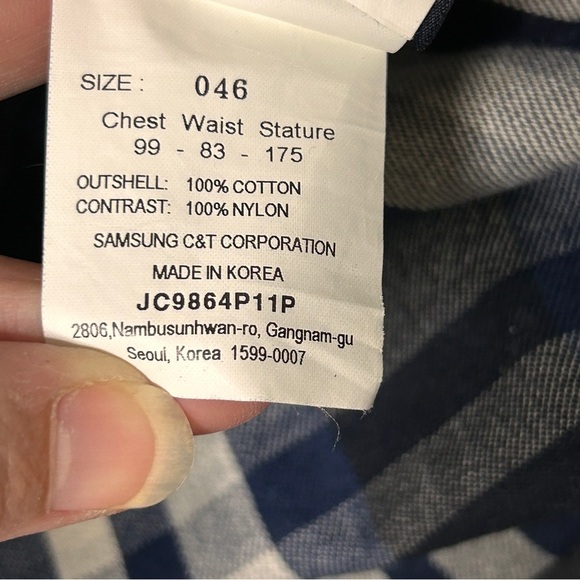 SIZE : 046
Chest Waist Stature
99 - 83 - 175
OUTSHELL: 100% COTTON
CONTRAST: 100% NYLON
SAMSUNG C&T CORPORATION
MADE IN KOREA
JC9864P11P
2806,Nambusunhwan-ro, Gangnam-gu
Seoul, Korea 1599-0007